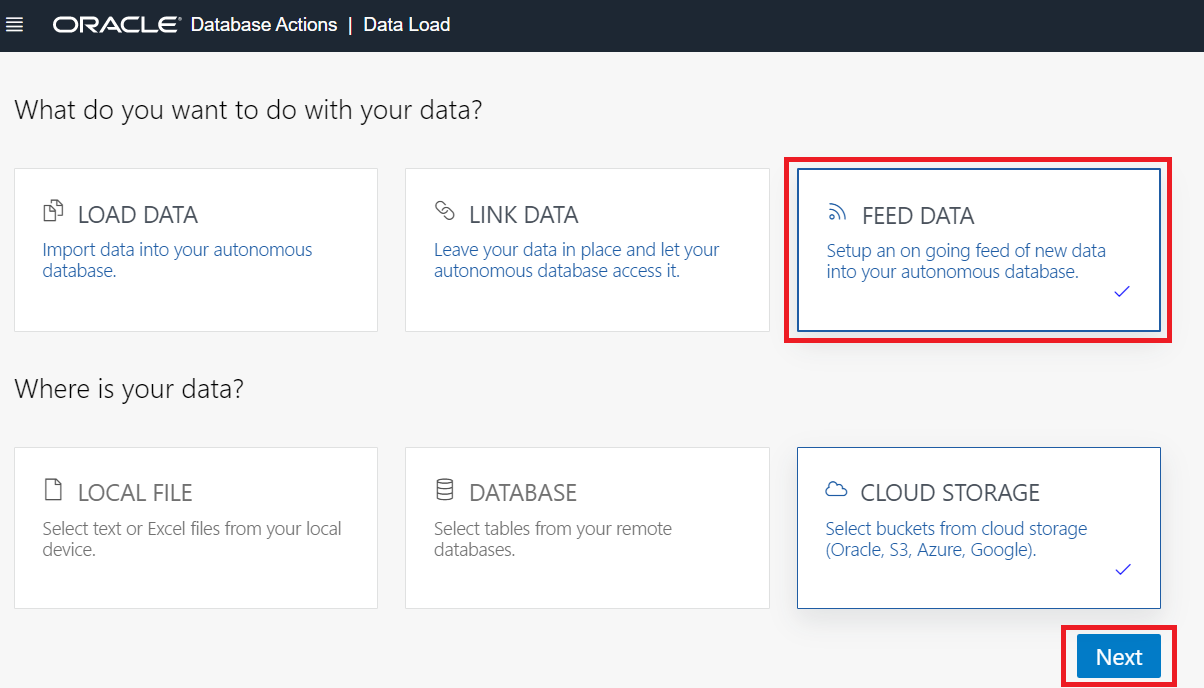 ORACLE Database Actions | Data Load
What do you want to do with your data?
LOAD DATA
Import data into your autonomous
database.
LINK DATA
Leave your data in place and let your
autonomous database access it.
FEED DATA
Setup an on going feed of new data
into your autonomous database.
Where is your data?
LOCAL FILE
Select text or Excel files from your local
device.
DATABASE
Select tables from your remote
databases.
CLOUD STORAGE
Select buckets from cloud storage
(Oracle, S3, Azure, Google).
Next